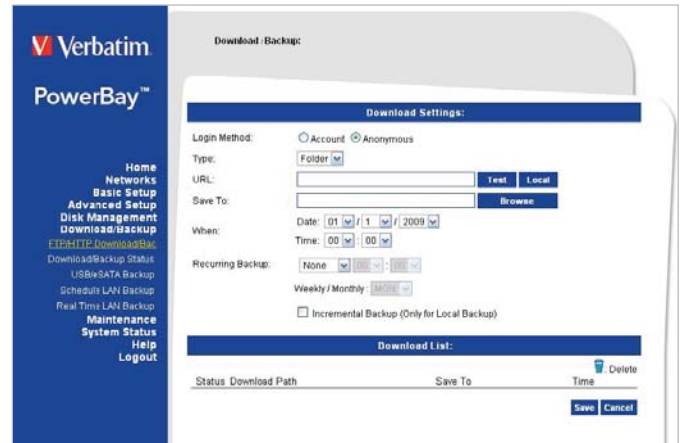 Verbatim.
PowerBay™
Home
Networks
Basic Setup
Advanced Setup
Disk Management
Download/Backup
FTP/HTTP Download/Bac
Download/Backup Status
USB/eSATA Backup
Schedule LAN Backup
Real Time LAN Backup
Maintenance
System Status
Help
Logout
Download /Backup:
Download Settings:
Login Method: Account Anonymous
Type: Folder
URL: Test Local
Save To: Browse
When: Date: 01 / 1 / 2009
Time: 00 : 00
Recurring Backup: None 00 : 00
Weekly / Monthly : MON
Incremental Backup (Only for Local Backup)
Download List:
: Delete
Status Download Path Save To Time
Save Cancel